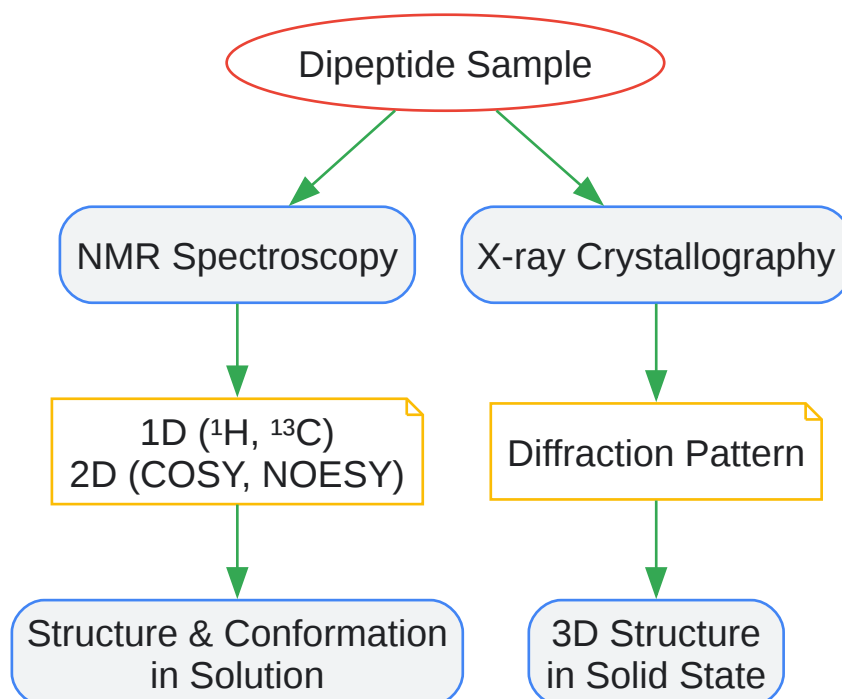 Dipeptide Sample
NMR Spectroscopy
X-ray Crystallography
1D (¹H, ¹³C)
2D (COSY, NOESY)
Diffraction Pattern
Structure & Conformation
in Solution
3D Structure
in Solid State